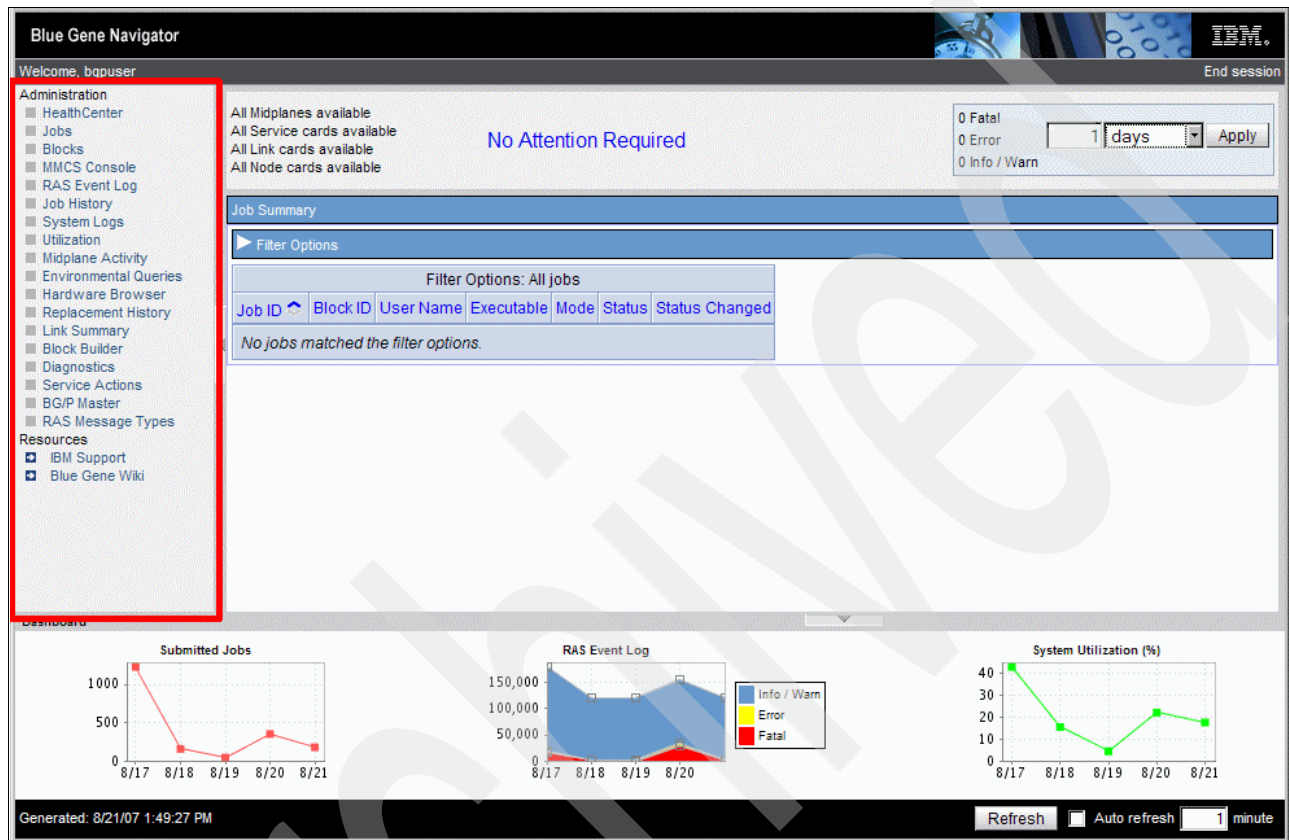 Blue Gene Navigator
IBM.
Welcome, bgpuser
End session
Administration
HealthCenter
Jobs
Blocks
MMCS Console
RAS Event Log
Job History
System Logs
Utilization
Midplane Activity
Environmental Queries
Hardware Browser
Replacement History
Link Summary
Block Builder
Diagnostics
Service Actions
BG/P Master
RAS Message Types
Resources
IBM Support
Blue Gene Wiki
All Midplanes available
All Service cards available
All Link cards available
All Node cards available
No Attention Required
0 Fatal
0 Error
0 Info / Warn
1 days Apply
Job Summary
Filter Options
Filter Options: All jobs
Job ID Block ID User Name Executable Mode Status Status Changed
No jobs matched the filter options.
Dashboard
Submitted Jobs
1000
500
0
8/17 8/18 8/19 8/20 8/21
RAS Event Log
150,000
100,000
50,000
0
8/17 8/18 8/19 8/20
Info / Warn
Error
Fatal
System Utilization (%)
40
30
20
10
0
8/17 8/18 8/19 8/20 8/21
Generated: 8/21/07 1:49:27 PM
Refresh Auto refresh 1 minute